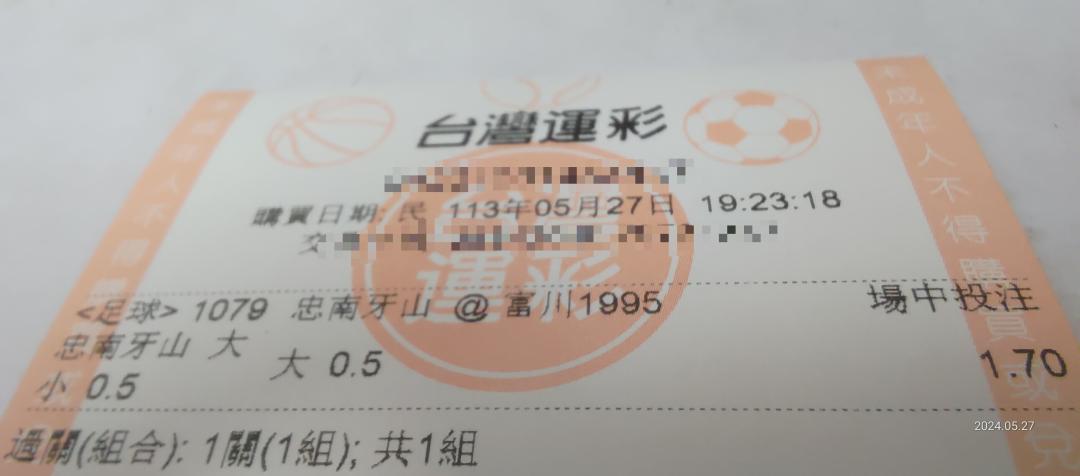 台灣運彩
購買日期: 民 113年05月27日 19:23:18
<足球> 1079 忠南牙山 @ 富川1995 場中投注
忠南牙山 大 大 0.5 1.70
小 0.5
過關(組合): 1關(1組); 共1組
台灣運彩
未成年人不得購買或兌
2024.05.27